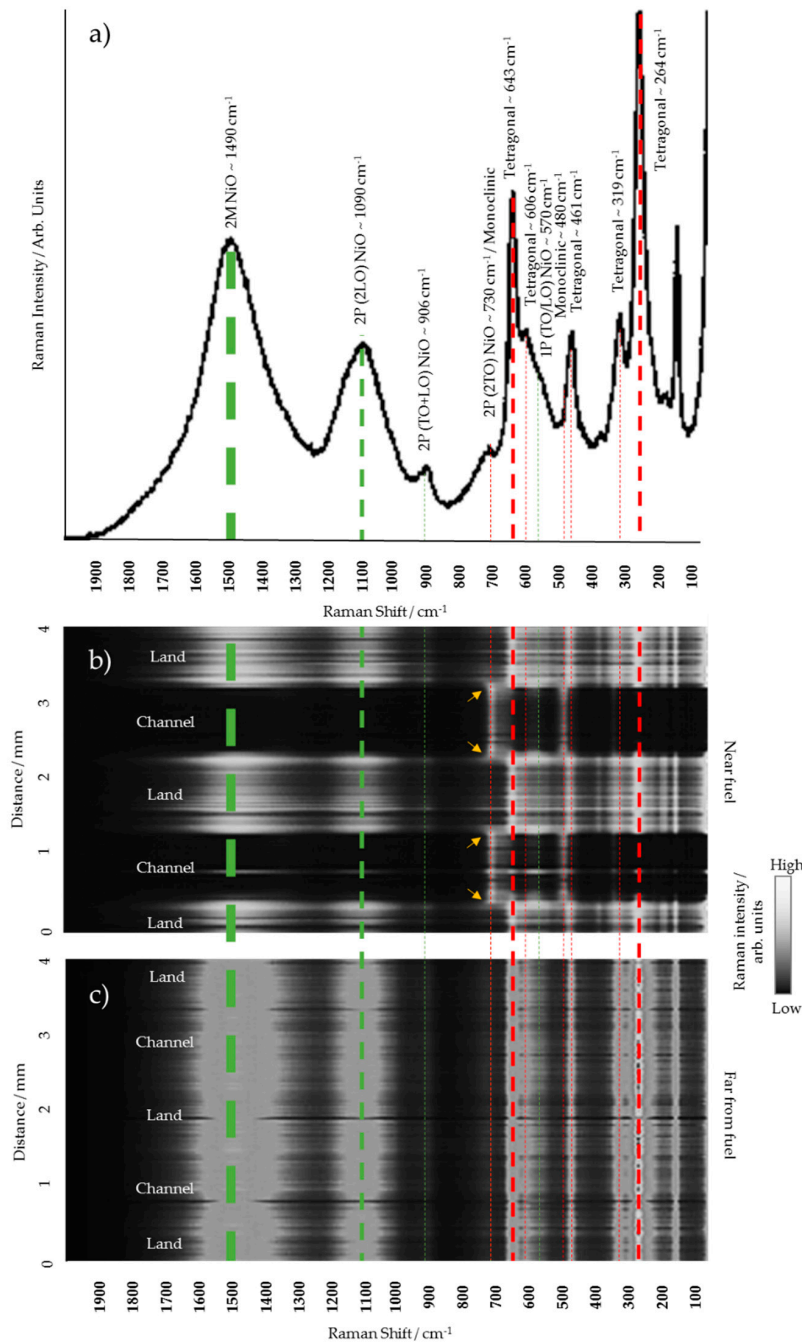 a)
Raman Intensity / Arb. Units
2M NiO ~ 1490 cm⁻¹
2P (2LO) NiO ~ 1090 cm⁻¹
2P (TO+LO) NiO ~ 906 cm⁻¹
2P (2TO) NiO ~ 730 cm⁻¹ / Monoclinic
Tetragonal ~ 643 cm⁻¹
Tetragonal ~ 606 cm⁻¹
1P (TO/LO) NiO ~ 570 cm⁻¹
Monoclinic ~ 480 cm⁻¹
Tetragonal ~ 461 cm⁻¹
Tetragonal ~ 319 cm⁻¹
Tetragonal ~ 264 cm⁻¹
1900 1800 1700 1600 1500 1400 1300 1200 1100 1000 900 800 700 600 500 400 300 200 100
Raman Shift / cm⁻¹
b)
Distance / mm
4
3
2
1
0
Land
Channel
Land
Channel
Land
Near fuel
c)
Distance / mm
4
3
2
1
0
Land
Channel
Land
Channel
Land
Far from fuel
Raman intensity /
arb. units
High
Low
1900 1800 1700 1600 1500 1400 1300 1200 1100 1000 900 800 700 600 500 400 300 200 100